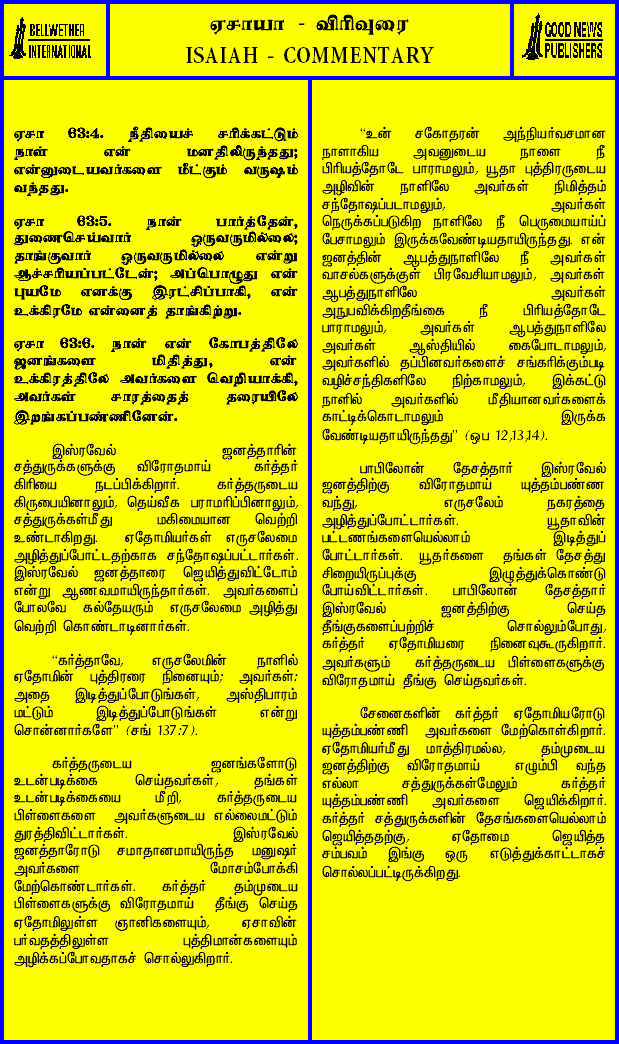 BELLWETHER
INTERNATIONAL
ஏசாயா - விரிவுரை
ISAIAH - COMMENTARY
GOOD NEWS
PUBLISHERS
ஏசா 63:4. நீதியைச் சரிக்கட்டும்
நாள் என் மனதிலிருந்தது;
என்னுடையவர்களை மீட்கும் வருஷம்
வந்தது.
ஏசா 63:5. நான் பார்த்தேன்,
துணைசெய்வார் ஒருவருமில்லை;
தாங்குவார் ஒருவருமில்லை என்று
ஆச்சரியப்பட்டேன்; அப்பொழுது என்
புயமே எனக்கு இரட்சிப்பாகி, என்
உக்கிரமே என்னைத் தாங்கிற்று.
ஏசா 63:6. நான் என் கோபத்திலே
ஜனங்களை மிதித்து, என்
உக்கிரத்திலே அவர்களை வெறியாக்கி,
அவர்கள் சாரத்தைத் தரையிலே
இறங்கப்பண்ணினேன்.
இஸ்ரவேல் ஜனத்தாரின்
சத்துருக்களுக்கு விரோதமாய் கர்த்தர்
கிரியை நடப்பிக்கிறார். கர்த்தருடைய
கிருபையினாலும், தெய்வீக பராமரிப்பினாலும்,
சத்துருக்கள்மீது மகிமையான வெற்றி
உண்டாகிறது. ஏதோமியர்கள் எருசலேமை
அழித்துப்போட்டதற்காக சந்தோஷப்பட்டார்கள்.
இஸ்ரவேல் ஜனத்தாரை ஜெயித்துவிட்டோம்
என்று ஆணவமாயிருந்தார்கள். அவர்களைப்
போலவே கல்தேயரும் எருசலேமை அழித்து
வெற்றி கொண்டாடினார்கள்.
“கர்த்தாவே, எருசலேமின் நாளில்
ஏதோமின் புத்திரரை நினையும்; அவர்கள்:
அதை இடித்துப்போடுங்கள், அஸ்திபாரம்
மட்டும் இடித்துப்போடுங்கள் என்று
சொன்னார்களே” (சங் 137:7).
கர்த்தருடைய ஜனங்களோடு
உடன்படிக்கை செய்தவர்கள், தங்கள்
உடன்படிக்கையை மீறி, கர்த்தருடைய
பிள்ளைகளை அவர்களுடைய எல்லைமட்டும்
துரத்திவிட்டார்கள். இஸ்ரவேல்
ஜனத்தாரோடு சமாதானமாயிருந்த மனுஷர்
அவர்களை மோசம்போக்கி
மேற்கொண்டார்கள். கர்த்தர் தம்முடைய
பிள்ளைகளுக்கு விரோதமாய் தீங்கு செய்த
ஏதோமிலுள்ள ஞானிகளையும், ஏசாவின்
பர்வதத்திலுள்ள புத்திமான்களையும்
அழிக்கப்போவதாகச் சொல்லுகிறார்.
“உன் சகோதரன் அந்நியர்வசமான
நாளாகிய அவனுடைய நாளை நீ
பிரியத்தோடே பாராமலும், யூதா புத்திரருடைய
அழிவின் நாளிலே அவர்கள் நிமித்தம்
சந்தோஷப்படாமலும், அவர்கள்
நெருக்கப்படுகிற நாளிலே நீ பெருமையாய்ப்
பேசாமலும் இருக்கவேண்டியதாயிருந்தது. என்
ஜனத்தின் ஆபத்துநாளிலே நீ அவர்கள்
வாசல்களுக்குள் பிரவேசியாமலும், அவர்கள்
ஆபத்துநாளிலே அவர்கள்
அநுபவிக்கிறதீங்கை நீ பிரியத்தோடே
பாராமலும், அவர்கள் ஆபத்துநாளிலே
அவர்கள் ஆஸ்தியில் கைபோடாமலும்,
அவர்களில் தப்பினவர்களைச் சங்கரிக்கும்படி
வழிச்சந்திகளிலே நிற்காமலும், இக்கட்டு
நாளில் அவர்களில் மீதியானவர்களைக்
காட்டிக்கொடாமலும் இருக்க
வேண்டியதாயிருந்தது” (ஒப 12,13,14).
பாபிலோன் தேசத்தார் இஸ்ரவேல்
ஜனத்திற்கு விரோதமாய் யுத்தம்பண்ண
வந்து, எருசலேம் நகரத்தை
அழித்துப்போட்டார்கள். யூதாவின்
பட்டணங்களையெல்லாம் இடித்துப்
போட்டார்கள். யூதர்களை தங்கள் தேசத்து
சிறையிருப்புக்கு இழுத்துக்கொண்டு
போய்விட்டார்கள். பாபிலோன் தேசத்தார்
இஸ்ரவேல் ஜனத்திற்கு செய்த
தீங்குகளைப்பற்றிச் சொல்லும்போது,
கர்த்தர் ஏதோமியரை நினைவுகூருகிறார்.
அவர்களும் கர்த்தருடைய பிள்ளைகளுக்கு
விரோதமாய் தீங்கு செய்தவர்கள்.
சேனைகளின் கர்த்தர் ஏதோமியரோடு
யுத்தம்பண்ணி அவர்களை மேற்கொள்கிறார்.
ஏதோமியர்மீது மாத்திரமல்ல, தம்முடைய
ஜனத்திற்கு விரோதமாய் எழும்பி வந்த
எல்லா சத்துருக்கள்மேலும் கர்த்தர்
யுத்தம்பண்ணி அவர்களை ஜெயிக்கிறார்.
கர்த்தர் சத்துருக்களின் தேசங்களையெல்லாம்
ஜெயித்ததற்கு, ஏதோமை ஜெயித்த
சம்பவம் இங்கு ஒரு எடுத்துக்காட்டாகச்
சொல்லப்பட்டிருக்கிறது.